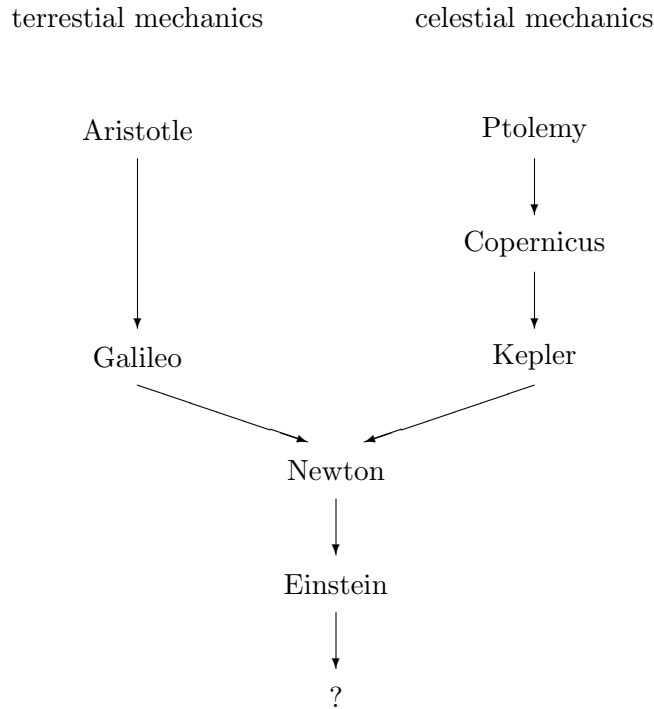 terrestial mechanics celestial mechanics
Aristotle Ptolemy
Copernicus
Galileo Kepler
Newton
Einstein
?